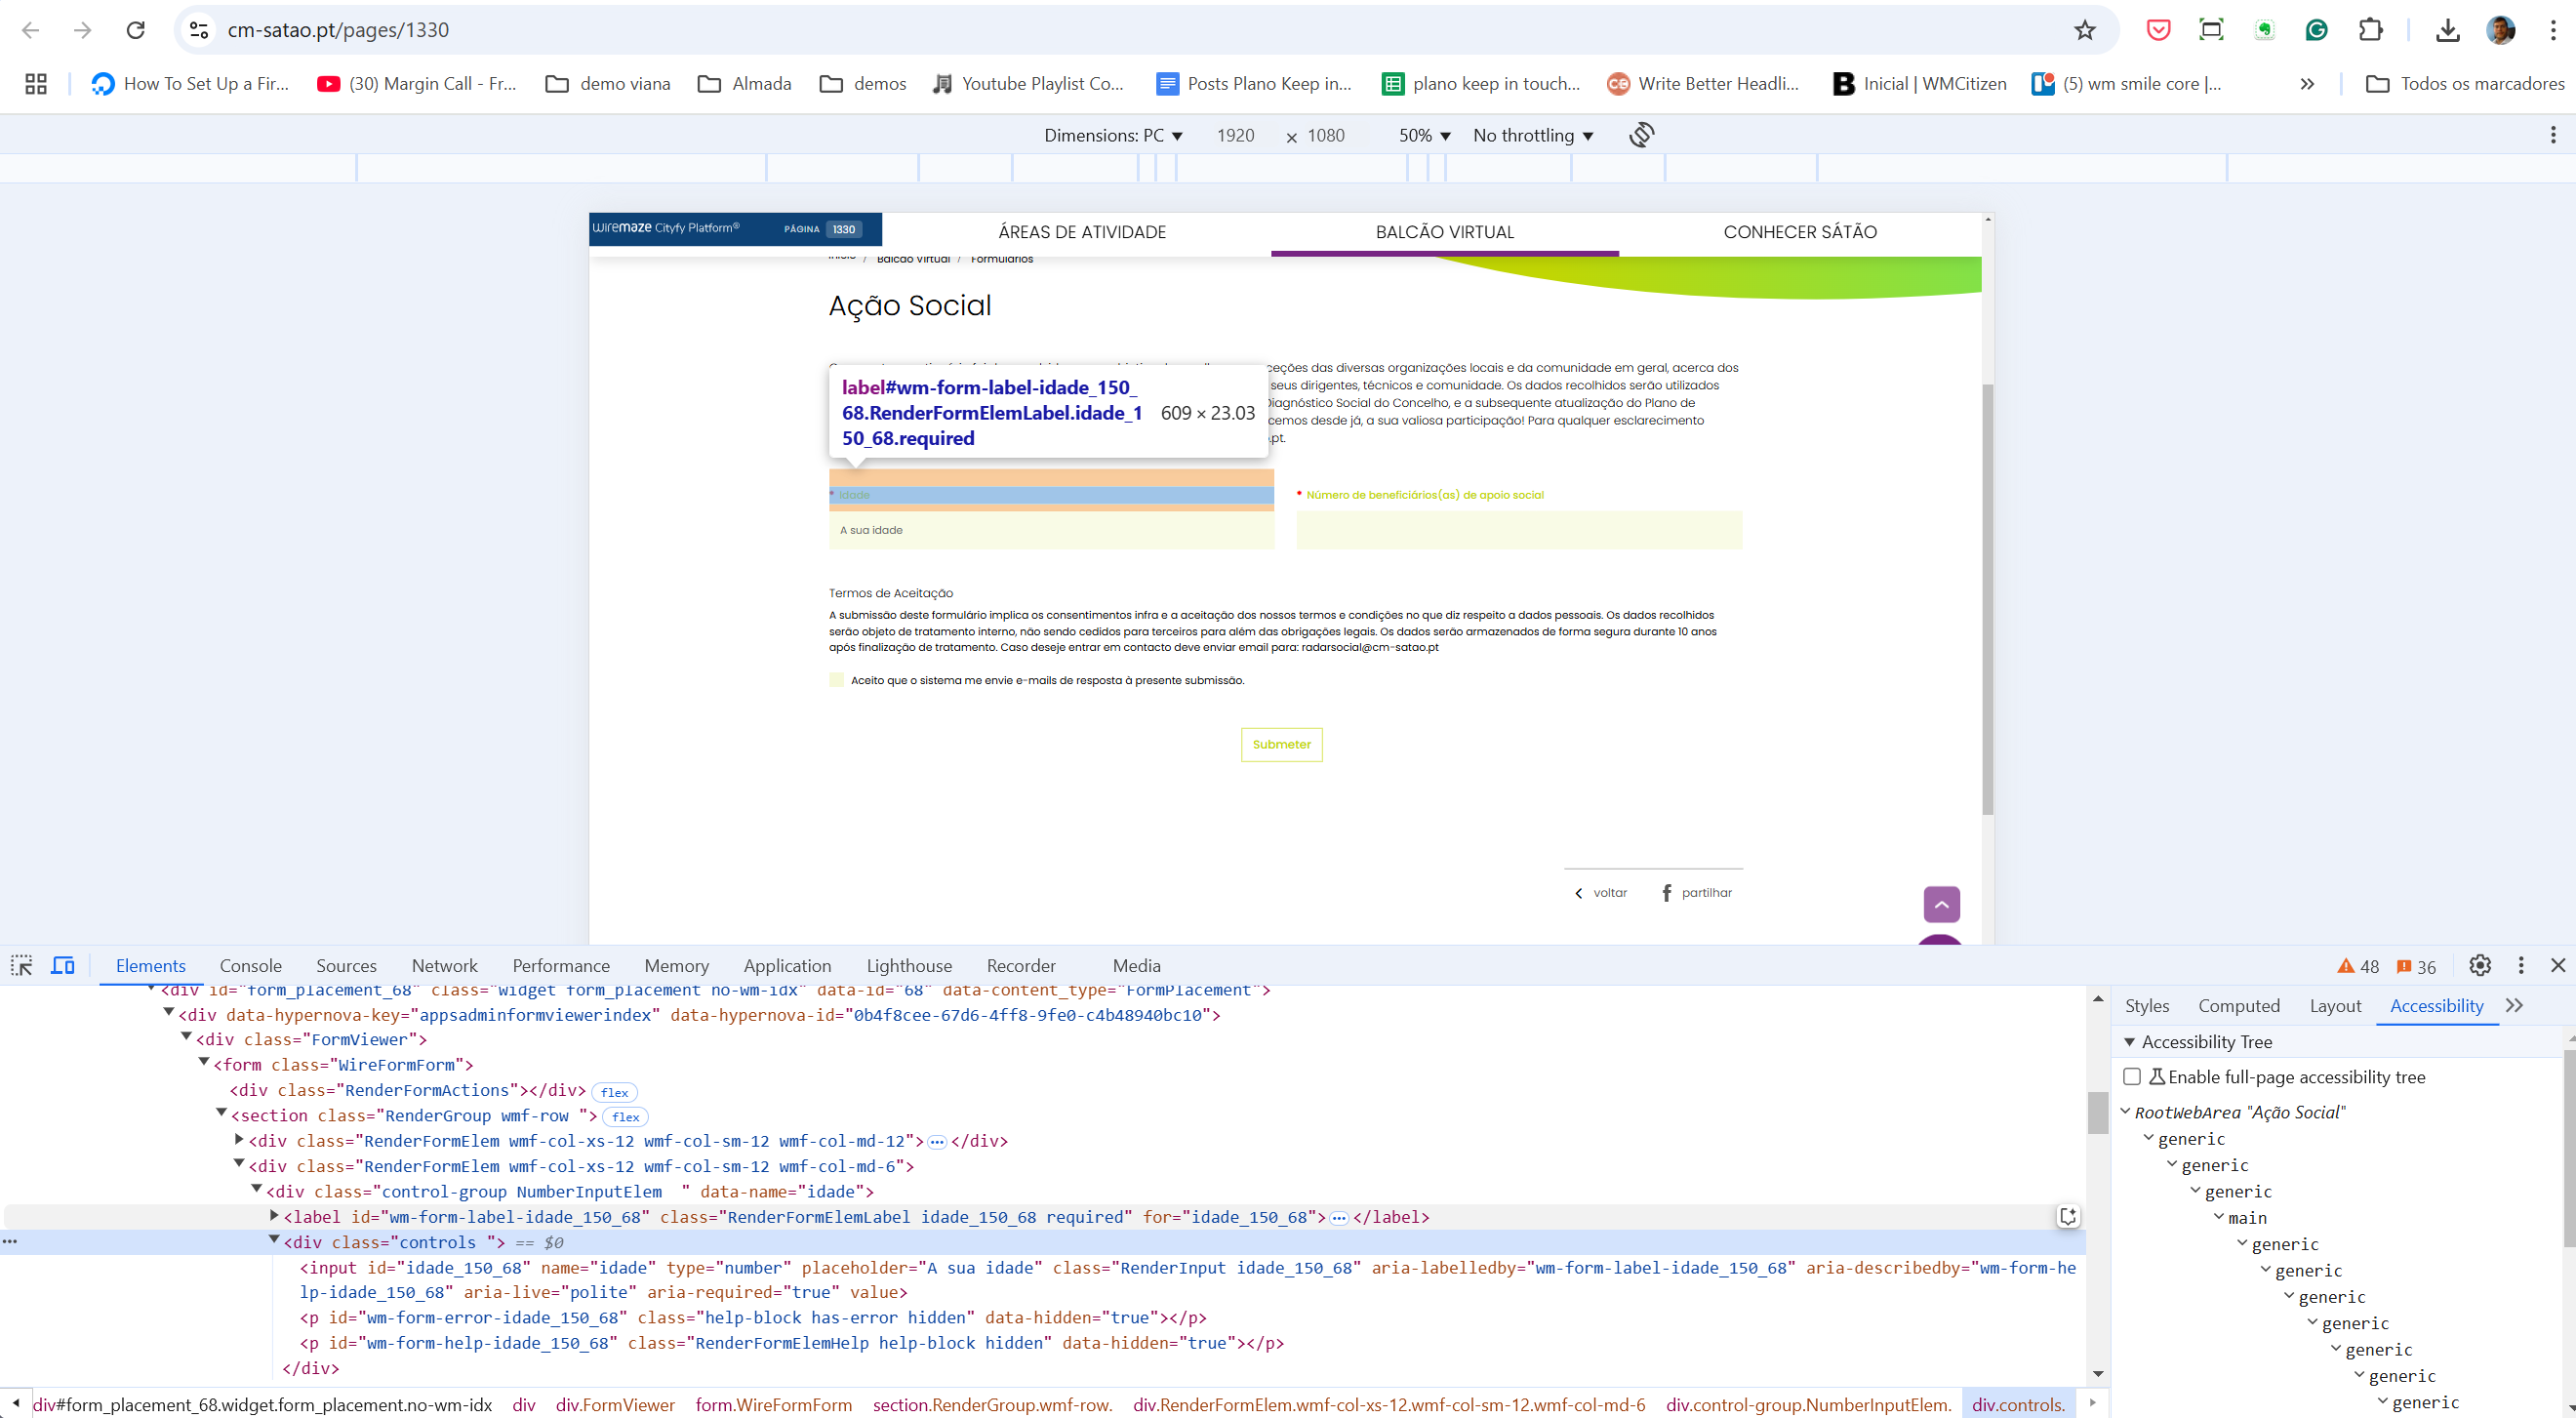 cm-satao.pt/pages/1330
How To Set Up a Fir...
(30) Margin Call - Fr...
demo viana
Almada
demos
Youtube Playlist Co...
Posts Plano Keep in...
plano keep in touch...
Write Better Headli...
Inicial | WMCitizen
(5) wm smile core |...
Todos os marcadores
Dimensions: PC 1920 × 1080 50% No throttling
wiremaze Cityfy Platform® PÁGINA 1330
ÁREAS DE ATIVIDADE BALCÃO VIRTUAL CONHECER SÁTÃO
Início / Balcão Virtual / Formulários
Ação Social
ceções das diversas organizações locais e da comunidade em geral, acerca dos
seus dirigentes, técnicos e comunidade. Os dados recolhidos serão utilizados
Diagnóstico Social do Concelho, e a subsequente atualização do Plano de
cemos desde já, a sua valiosa participação! Para qualquer esclarecimento
.pt.
label#wm-form-label-idade_150_
68.RenderFormElemLabel.idade_1
50_68.required
609 × 23.03
* Idade
* Número de beneficiários(as) de apoio social
A sua idade
Termos de Aceitação
A submissão deste formulário implica os consentimentos infra e a aceitação dos nossos termos e condições no que diz respeito a dados pessoais. Os dados recolhidos
serão objeto de tratamento interno, não sendo cedidos para terceiros para além das obrigações legais. Os dados serão armazenados de forma segura durante 10 anos
após finalização de tratamento. Caso deseje entrar em contacto deve enviar email para: radarsocial@cm-satao.pt
Aceito que o sistema me envie e-mails de resposta à presente submissão.
Submeter
voltar
partilhar
Elements Console Sources Network Performance Memory Application Lighthouse Recorder Media
48 36
<div id="form_placement_68" class="widget form_placement no-wm-idx" data-id="68" data-content_type="FormPlacement">
<div data-hypernova-key="appsadminformviewerindex" data-hypernova-id="0b4f8cee-67d6-4ff8-9fe0-c4b48940bc10">
<div class="FormViewer">
<form class="WireFormForm">
<div class="RenderFormActions"></div> flex
<section class="RenderGroup wmf-row "> flex
<div class="RenderFormElem wmf-col-xs-12 wmf-col-sm-12 wmf-col-md-12">…</div>
<div class="RenderFormElem wmf-col-xs-12 wmf-col-sm-12 wmf-col-md-6">
<div class="control-group NumberInputElem  " data-name="idade">
<label id="wm-form-label-idade_150_68" class="RenderFormElemLabel idade_150_68 required" for="idade_150_68">…</label>
<div class="controls "> == $0
<input id="idade_150_68" name="idade" type="number" placeholder="A sua idade" class="RenderInput idade_150_68" aria-labelledby="wm-form-label-idade_150_68" aria-describedby="wm-form-he
lp-idade_150_68" aria-live="polite" aria-required="true" value>
<p id="wm-form-error-idade_150_68" class="help-block has-error hidden" data-hidden="true"></p>
<p id="wm-form-help-idade_150_68" class="RenderFormElemHelp help-block hidden" data-hidden="true"></p>
</div>
div#form_placement_68.widget.form_placement.no-wm-idx div div.FormViewer form.WireFormForm section.RenderGroup.wmf-row. div.RenderFormElem.wmf-col-xs-12.wmf-col-sm-12.wmf-col-md-6 div.control-group.NumberInputElem. div.controls.
Styles Computed Layout Accessibility
Accessibility Tree
Enable full-page accessibility tree
RootWebArea "Ação Social"
generic
generic
generic
main
generic
generic
generic
generic
generic
generic
generic